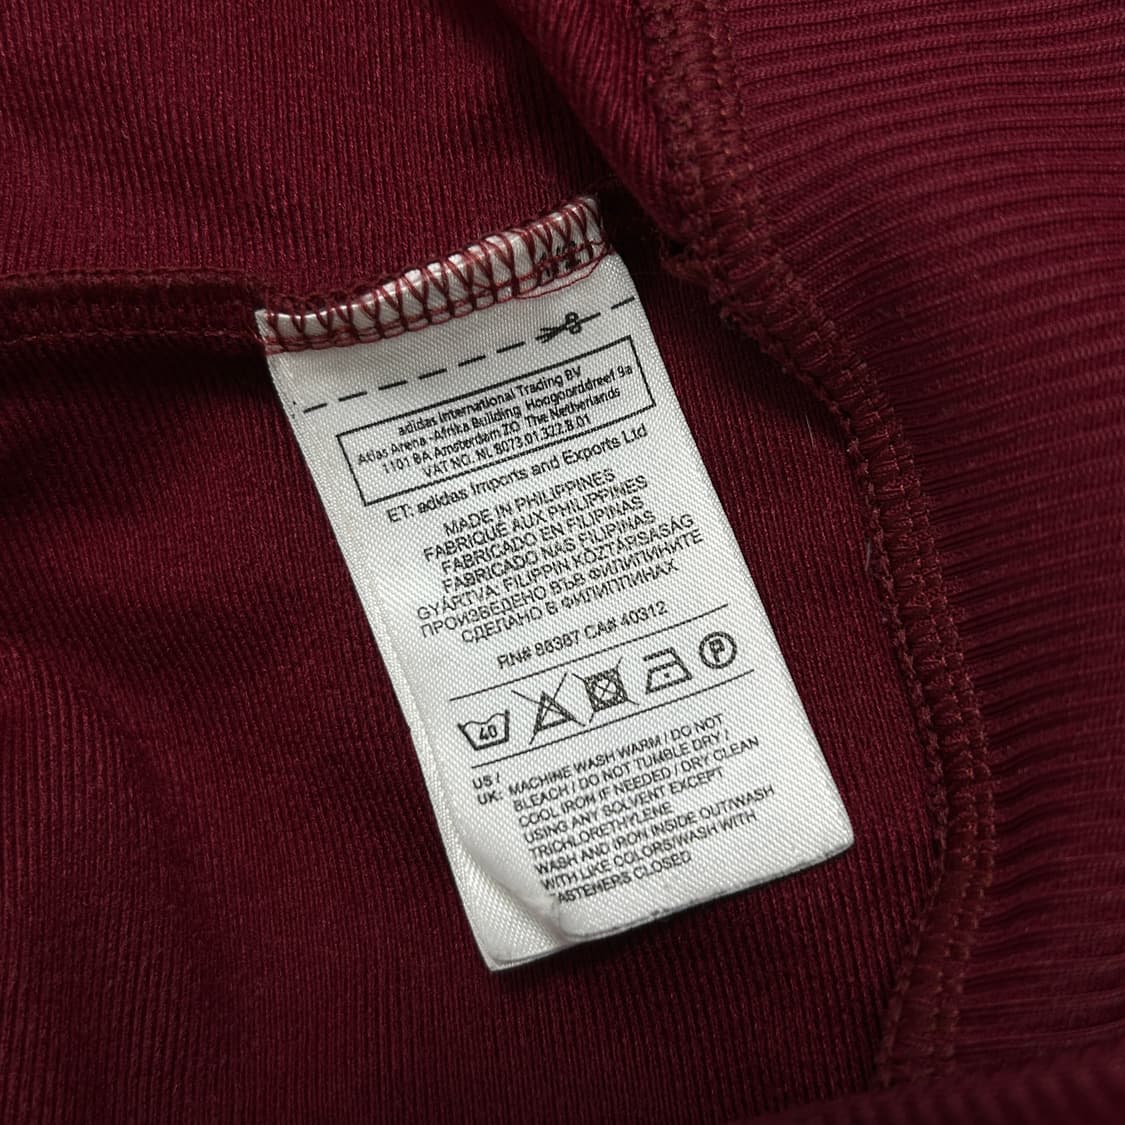 adidas International Trading BV
Atlas Arena -Afrika Building Hoogoorddreef 9a
1101 BA Amsterdam ZO The Netherlands
VAT NO. NL 8073.01.322.B.01
ET: adidas Imports and Exports Ltd
MADE IN PHILIPPINES
FABRIQUÉ AUX PHILIPPINES
FABRICADO EN FILIPINAS
FABRICADO NAS FILIPINAS
GYÁRTVA: FILIPPIN KÖZTÁRSASÁG
ПРОИЗВЕДЕНО ВЪВ ФИЛИПИНИТЕ
СДЕЛАНО В ФИЛИППИНАХ
RN# 88387 CA# 40312
40
P
US /
UK: MACHINE WASH WARM / DO NOT
BLEACH / DO NOT TUMBLE DRY /
COOL IRON IF NEEDED / DRY CLEAN
USING ANY SOLVENT EXCEPT
TRICHLORETHYLENE
WASH AND IRON INSIDE OUT/WASH
WITH LIKE COLORS/WASH WITH
FASTENERS CLOSED